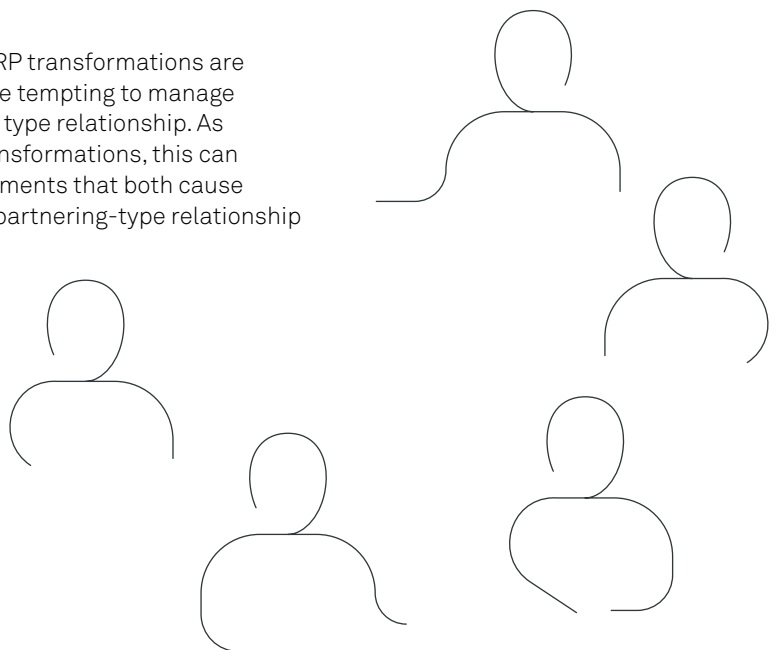 RP transformations are
e tempting to manage
type relationship. As
nsformations, this can
ments that both cause
partnering-type relationship